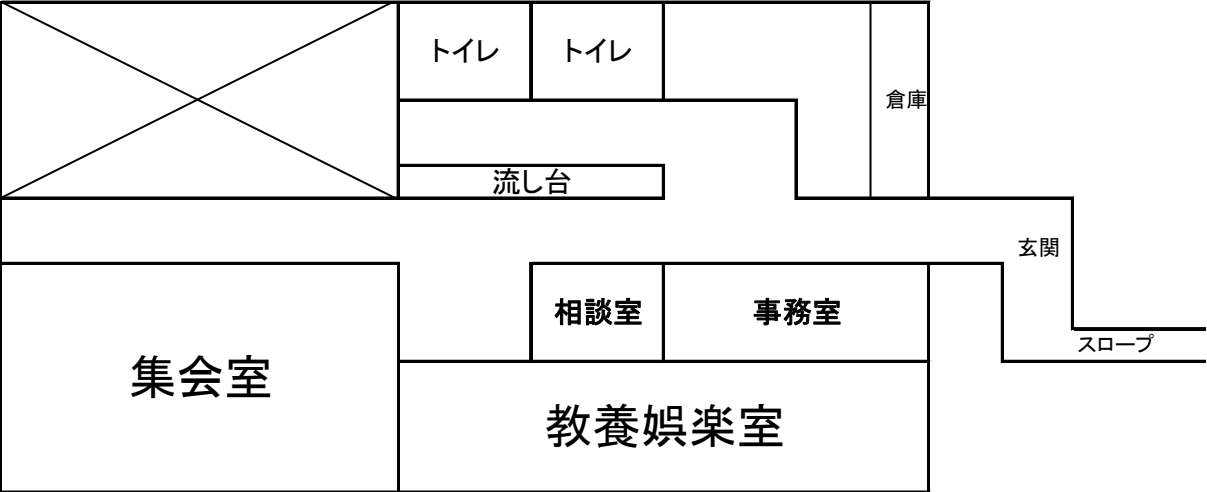 トイレ
トイレ
倉庫
流し台
玄関
相談室
事務室
スロープ
集会室
教養娯楽室